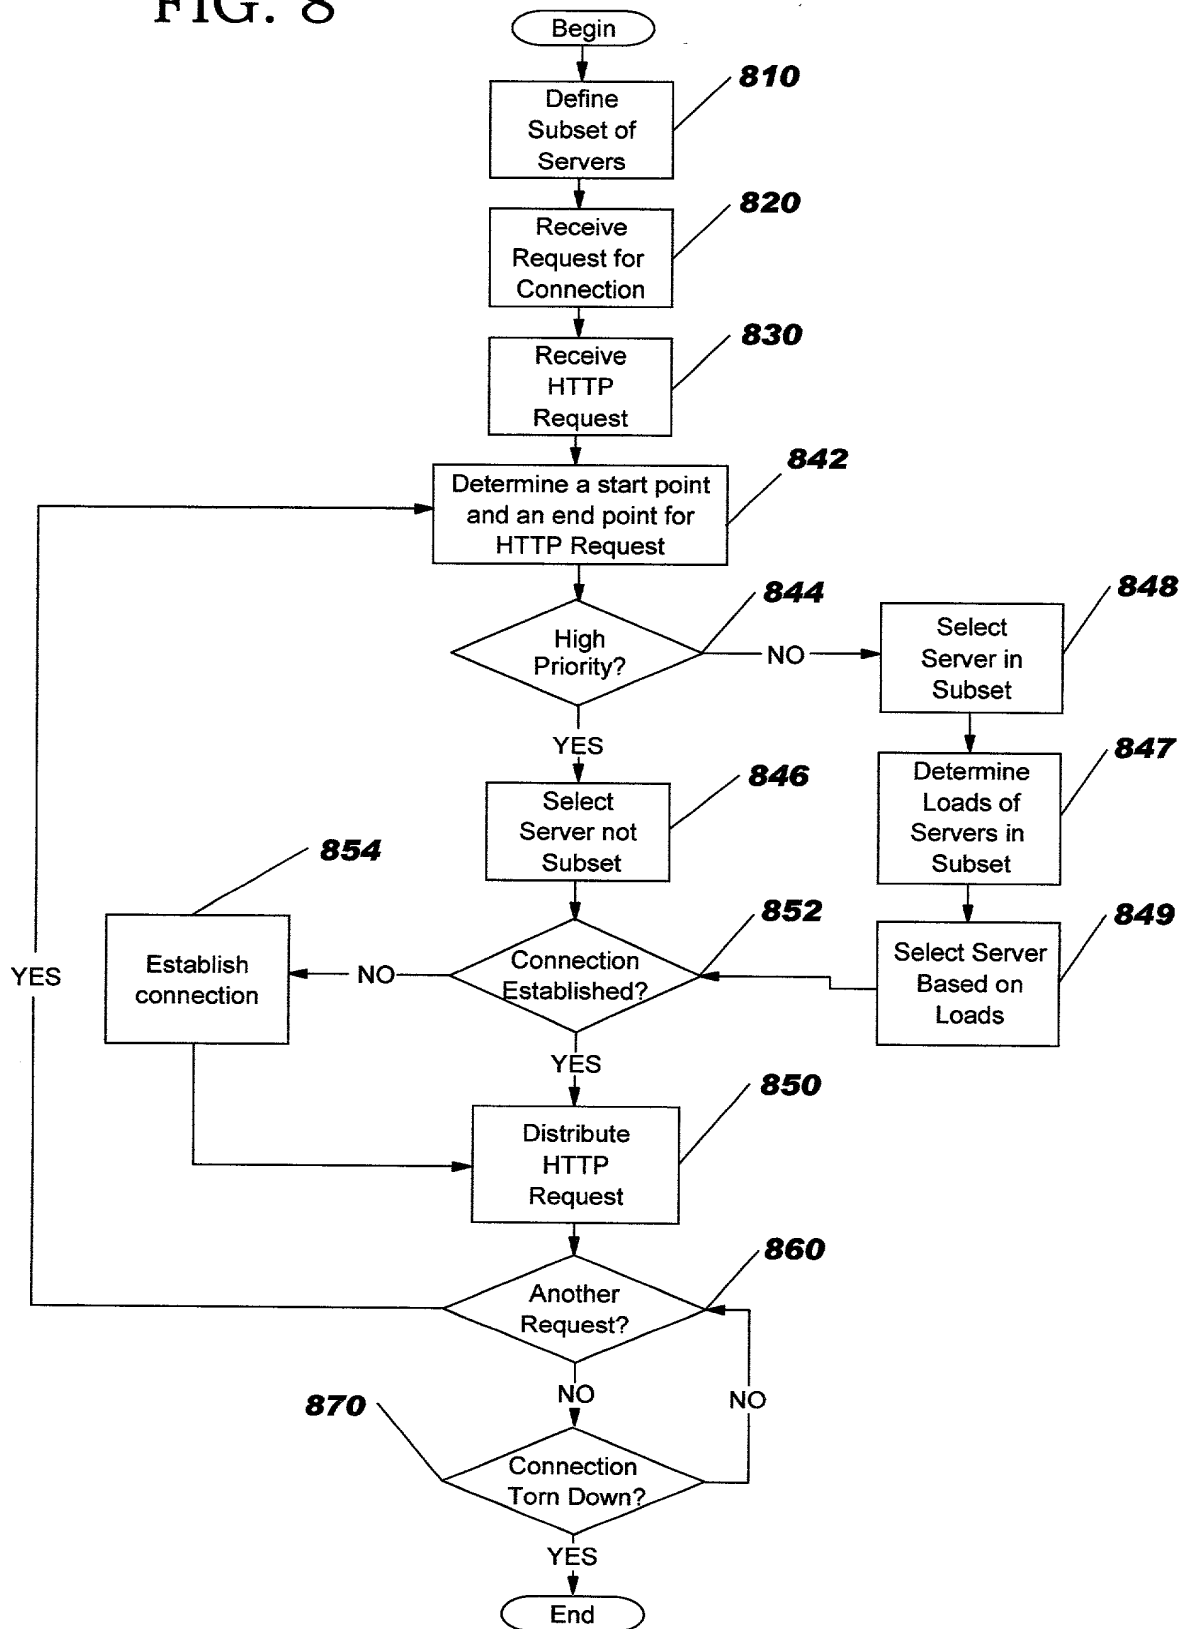 FIG. 8
Begin
810
Define
Subset of
Servers
820
Receive
Request for
Connection
830
Receive
HTTP
Request
842
Determine a start point
and an end point for
HTTP Request
844
High
Priority?
NO
848
Select
Server in
Subset
YES
847
Determine
Loads of
Servers in
Subset
846
Select
Server not
Subset
854
Establish
connection
852
Connection
Established?
NO
849
Select Server
Based on
Loads
YES
YES
850
Distribute
HTTP
Request
860
Another
Request?
NO
NO
870
Connection
Torn Down?
YES
End